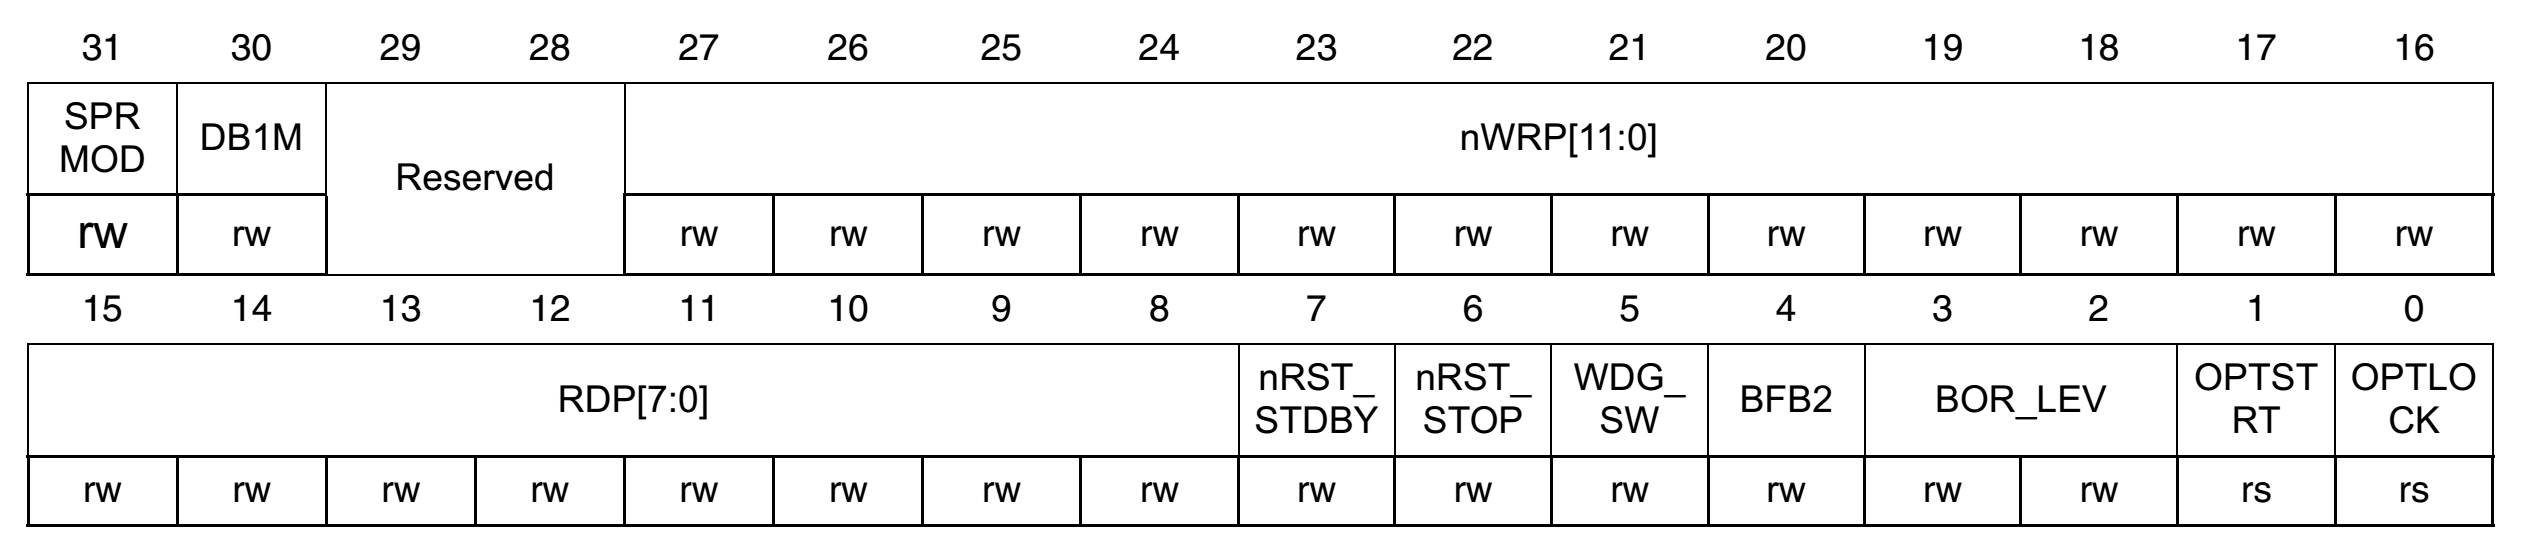 31 30 29 28 27 26 25 24 23 22 21 20 19 18 17 16
SPR
MOD DB1M Reserved nWRP[11:0]
rw rw rw rw rw rw rw rw rw rw rw rw rw rw
15 14 13 12 11 10 9 8 7 6 5 4 3 2 1 0
RDP[7:0] nRST_
STDBY nRST_
STOP WDG_
SW BFB2 BOR_LEV OPTST
RT OPTLO
CK
rw rw rw rw rw rw rw rw rw rw rw rw rw rw rs rs